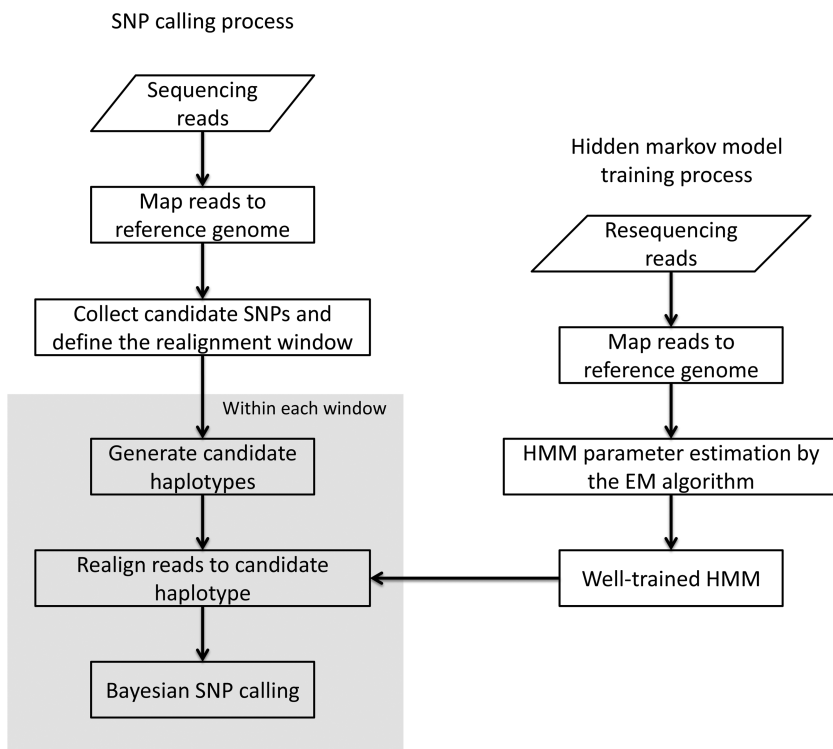 SNP calling process
Sequencing
reads
Map reads to
reference genome
Collect candidate SNPs and
define the realignment window
Within each window
Generate candidate
haplotypes
Realign reads to candidate
haplotype
Bayesian SNP calling
Hidden markov model
training process
Resequencing
reads
Map reads to
reference genome
HMM parameter estimation by
the EM algorithm
Well-trained HMM